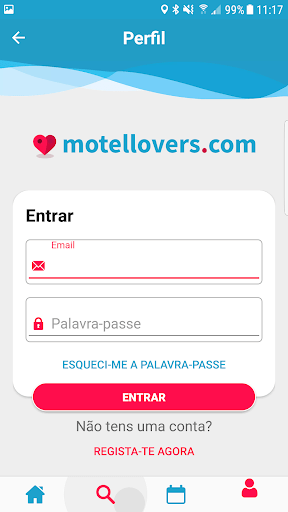 99% 11:17
Perfil
motellovers.com
Entrar
Email
Palavra-passe
ESQUECI-ME A PALAVRA-PASSE
ENTRAR
Não tens uma conta?
REGISTA-TE AGORA